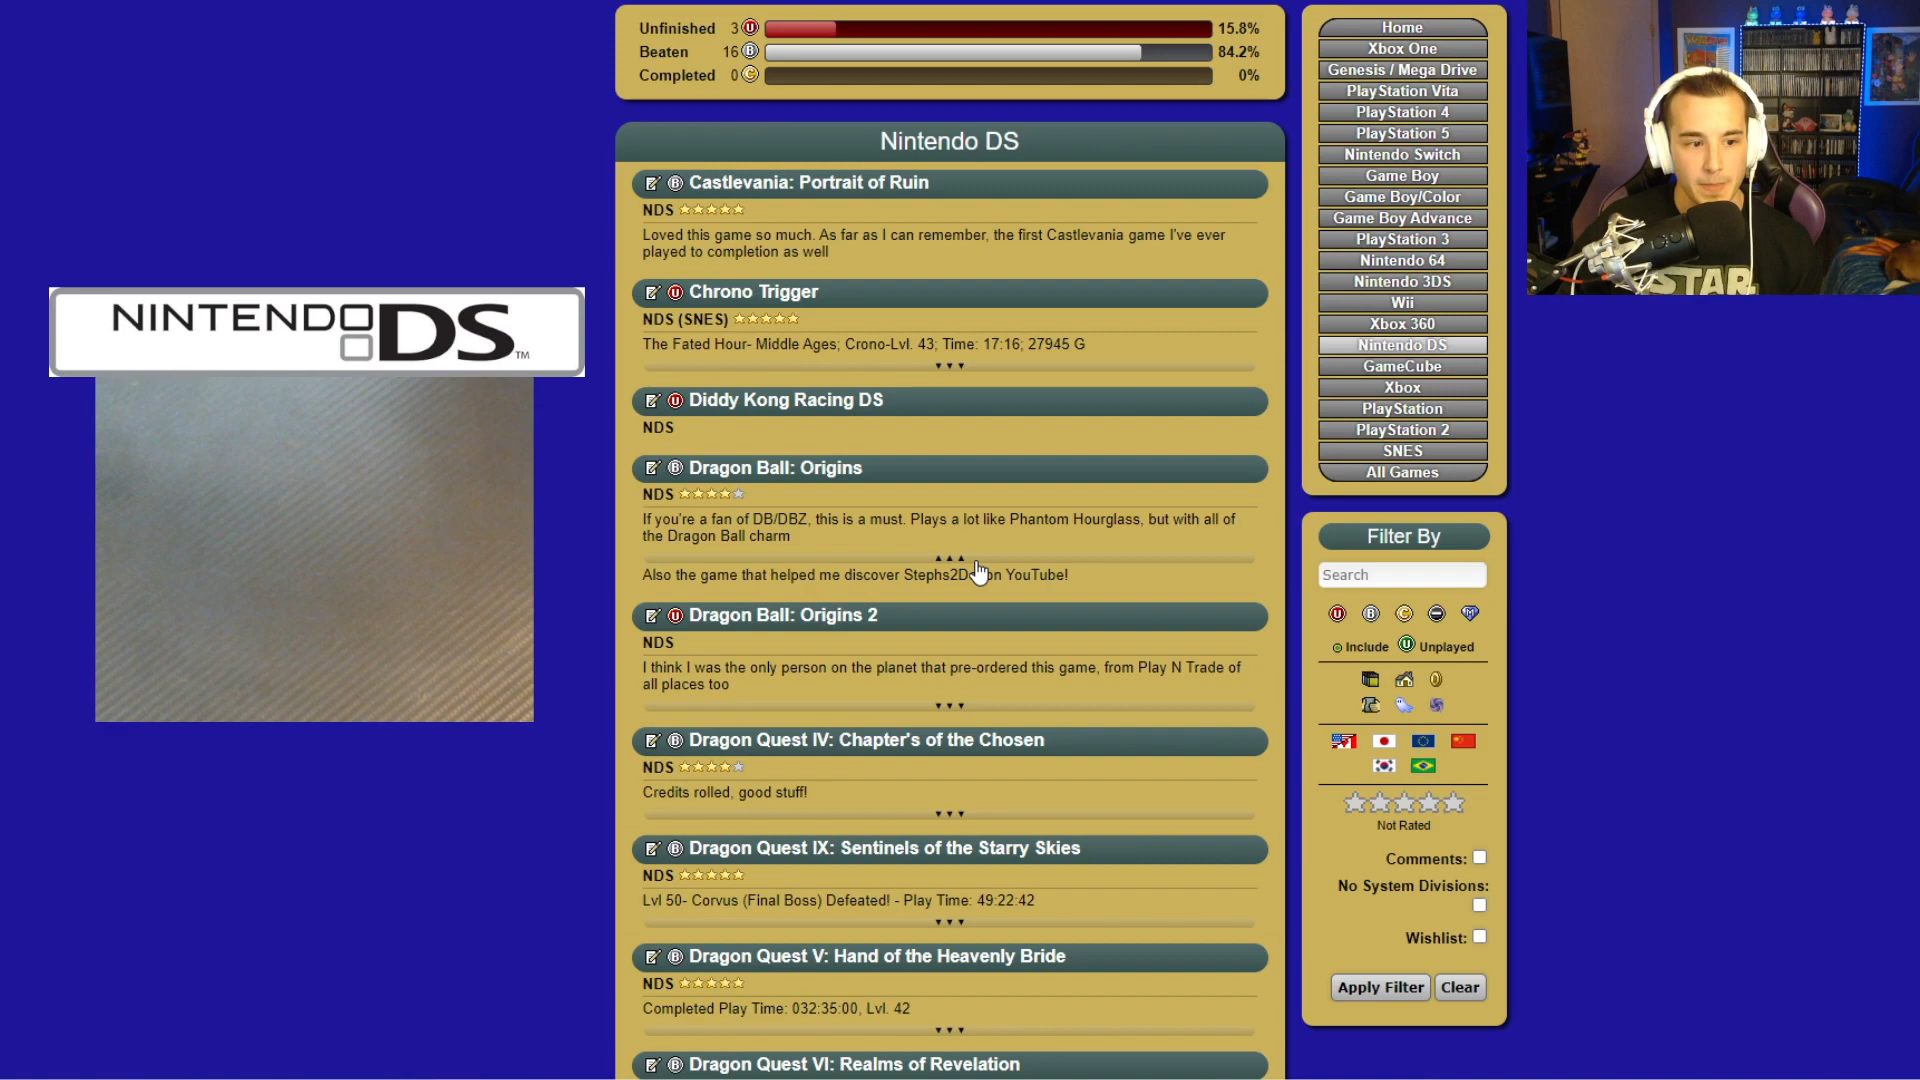 Unfinished 3 U 15.8%
Beaten 16 B 84.2%
Completed 0 C 0%
Nintendo DS
B Castlevania: Portrait of Ruin
NDS
Loved this game so much. As far as I can remember, the first Castlevania game I've ever
played to completion as well
U Chrono Trigger
NDS (SNES)
The Fated Hour- Middle Ages; Crono-Lvl. 43; Time: 17:16; 27945 G
U Diddy Kong Racing DS
NDS
B Dragon Ball: Origins
NDS
If you're a fan of DB/DBZ, this is a must. Plays a lot like Phantom Hourglass, but with all of
the Dragon Ball charm
Also the game that helped me discover on YouTube!
U Dragon Ball: Origins 2
NDS
I think I was the only person on the planet that pre-ordered this game, from Play N Trade of
all places too
B Dragon Quest IV: Chapter's of the Chosen
NDS
Credits rolled, good stuff!
B Dragon Quest IX: Sentinels of the Starry Skies
NDS
Lvl 50- Corvus (Final Boss) Defeated! - Play Time: 49:22:42
B Dragon Quest V: Hand of the Heavenly Bride
NDS
Completed Play Time: 032:35:00, Lvl. 42
B Dragon Quest VI: Realms of Revelation
NINTENDO DS TM
Home
Xbox One
Genesis / Mega Drive
PlayStation Vita
PlayStation 4
PlayStation 5
Nintendo Switch
Game Boy
Game Boy/Color
Game Boy Advance
PlayStation 3
Nintendo 64
Nintendo 3DS
Wii
Xbox 360
Nintendo DS
GameCube
Xbox
PlayStation
PlayStation 2
SNES
All Games
Filter By
Search
U B C M
Include U Unplayed
Not Rated
Comments:
No System Divisions:
Wishlist:
Apply Filter Clear
STAR